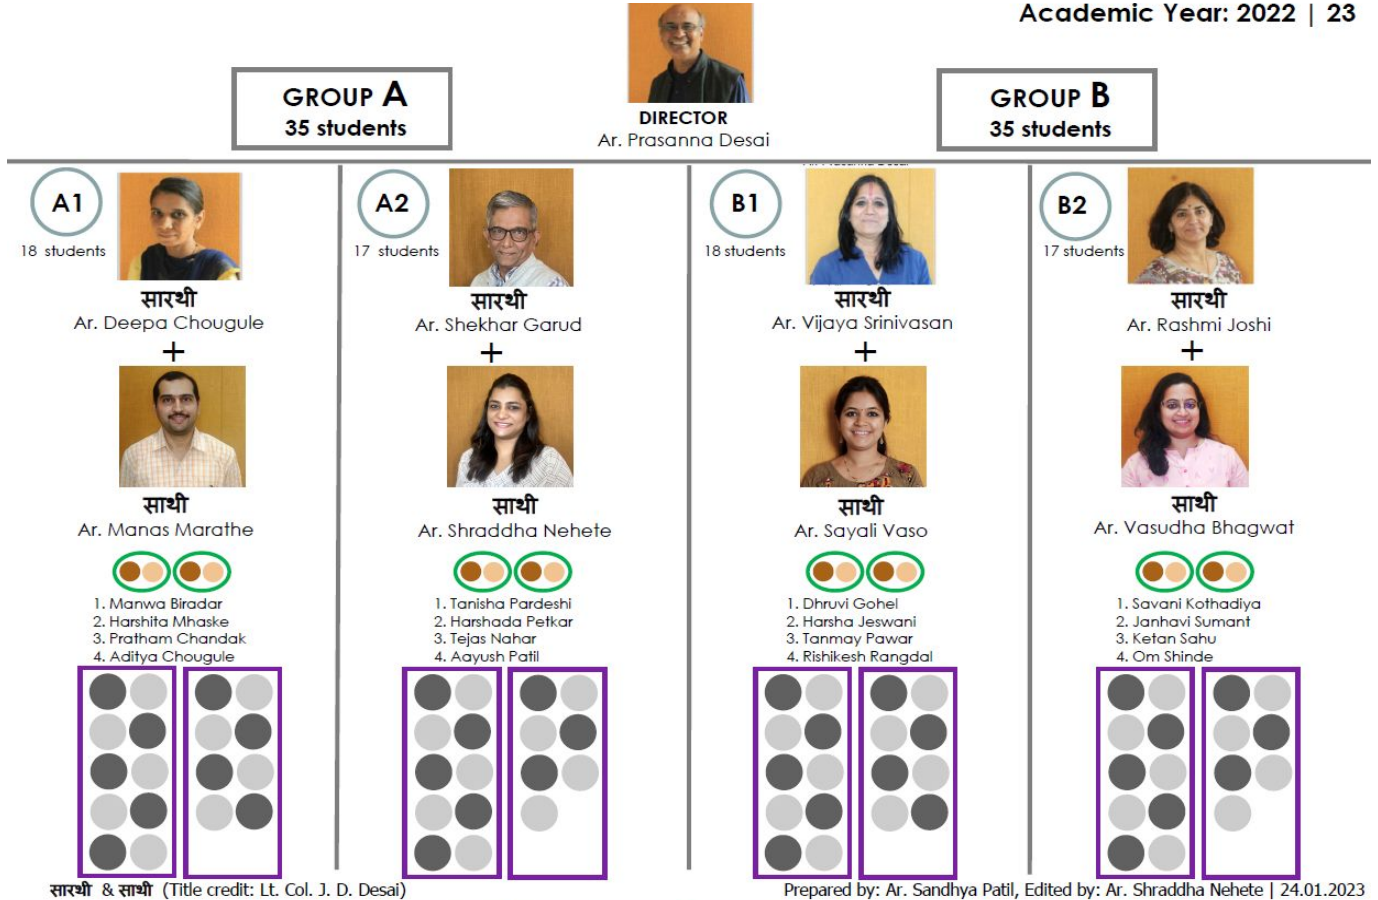 Academic Year: 2022 | 23
GROUP A
35 students
DIRECTOR
Ar. Prasanna Desai
GROUP B
35 students
A1
18 students
सारथी
Ar. Deepa Chougule
+
साथी
Ar. Manas Marathe
1. Manwa Biradar
2. Harshita Mhaske
3. Pratham Chandak
4. Aditya Chougule
A2
17 students
सारथी
Ar. Shekhar Garud
+
साथी
Ar. Shraddha Nehete
1. Tanisha Pardeshi
2. Harshada Petkar
3. Tejas Nahar
4. Aayush Patil
B1
18 students
सारथी
Ar. Vijaya Srinivasan
+
साथी
Ar. Sayali Vaso
1. Dhruvi Gohel
2. Harsha Jeswani
3. Tanmay Pawar
4. Rishikesh Rangdal
B2
17 students
सारथी
Ar. Rashmi Joshi
+
साथी
Ar. Vasudha Bhagwat
1. Savani Kothadiya
2. Janhavi Sumant
3. Ketan Sahu
4. Om Shinde
सारथी & साथी (Title credit: Lt. Col. J. D. Desai)
Prepared by: Ar. Sandhya Patil, Edited by: Ar. Shraddha Nehete | 24.01.2023